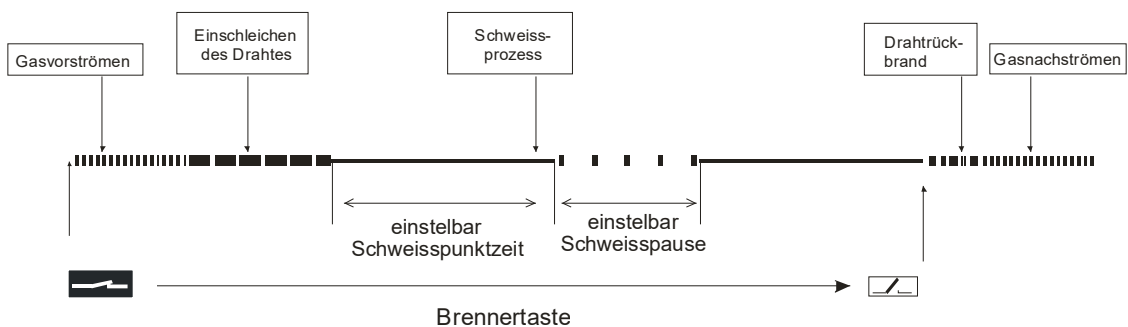 Gasvorströmen
Einschleichen
des Drahtes
Schweiss-
prozess
Drahtrück-
brand
Gasnachströmen
einstelbar
Schweisspunktzeit
einstelbar
Schweisspause
Brennertaste